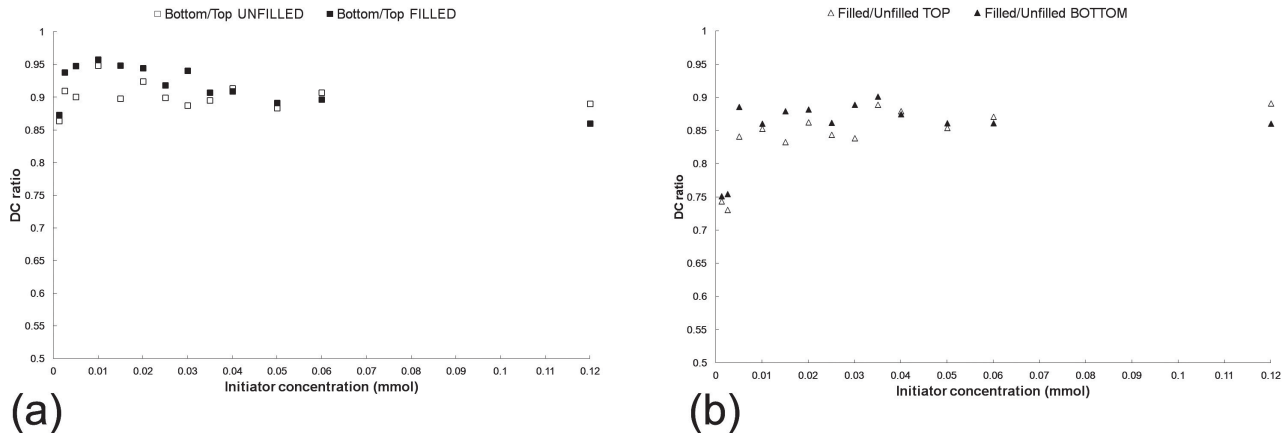 □ Bottom/Top UNFILLED ■ Bottom/Top FILLED
1
0.95
0.9
0.85
0.8
0.75
0.7
0.65
0.6
0.55
0.5
DC ratio
0 0.01 0.02 0.03 0.04 0.05 0.06 0.07 0.08 0.09 0.1 0.11 0.12
Initiator concentration (mmol)
(a)
△ Filled/Unfilled TOP ▲ Filled/Unfilled BOTTOM
1
0.95
0.9
0.85
0.8
0.75
0.7
0.65
0.6
0.55
0.5
DC ratio
0 0.01 0.02 0.03 0.04 0.05 0.06 0.07 0.08 0.09 0.1 0.11 0.12
Initiator concentration (mmol)
(b)